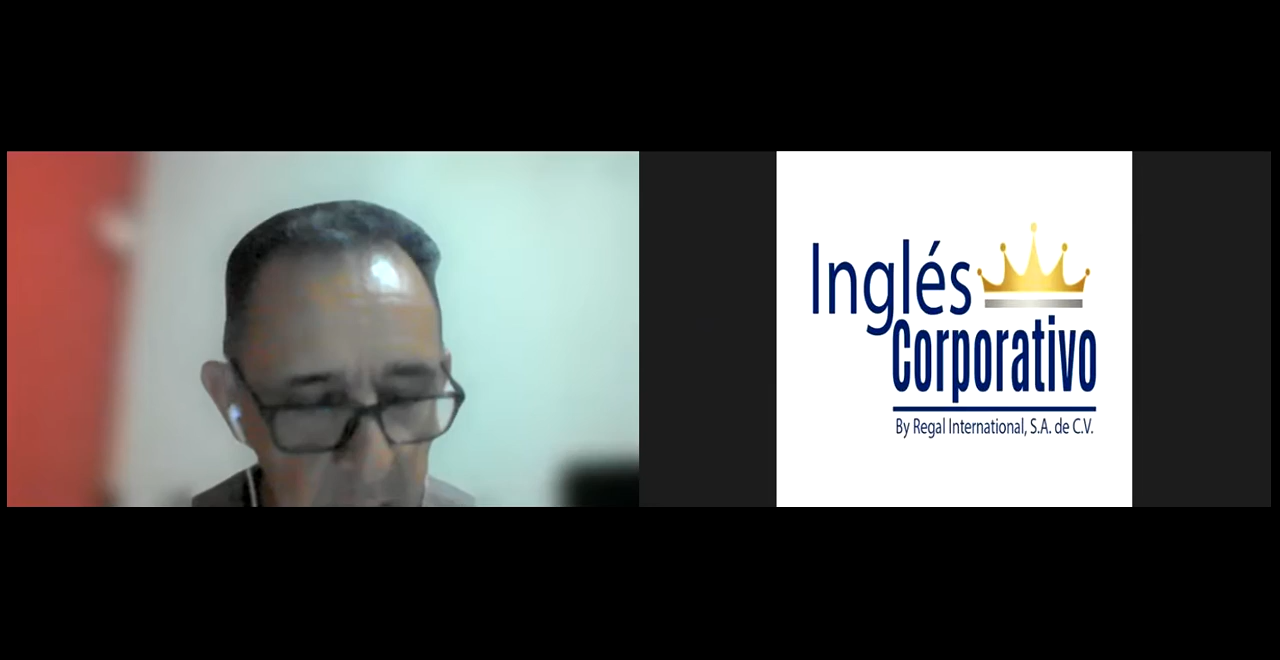 Inglés
Corporativo
By Regal International, S.A. de C.V.